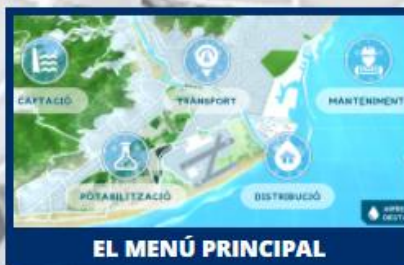 CAPTACIÓ
TRANSPORT
MANTENIMENT
POTABILITZACIÓ
DISTRIBUCIÓ
EL MENÚ PRINCIPAL